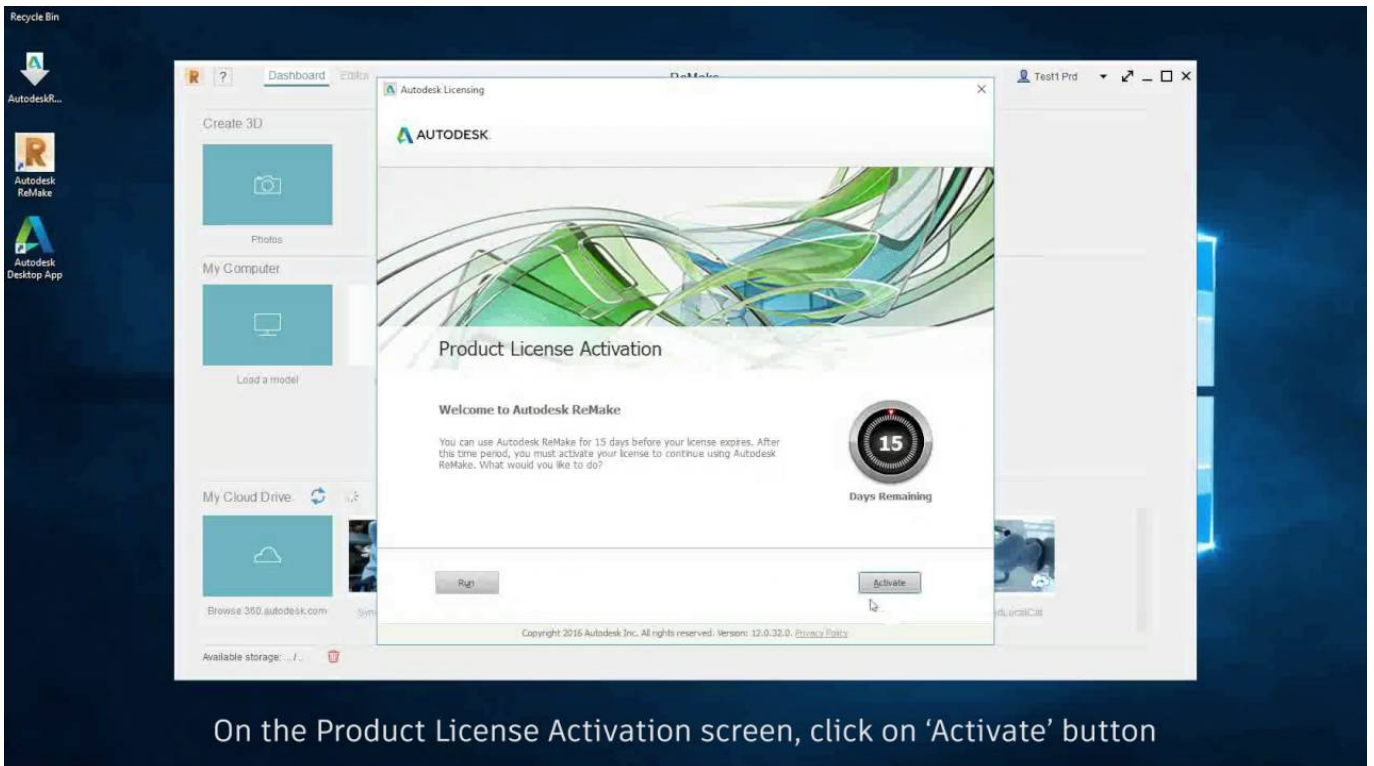 Recycle Bin
AutodeskR...
Autodesk
ReMake
Autodesk
Desktop App
R ? Dashboard Editor ReMake Test1 Prd
Create 3D
Photos
My Computer
Load a model
My Cloud Drive
Browse 360.autodesk.com
Available storage: .../..
Autodesk Licensing
AUTODESK
Product License Activation
Welcome to Autodesk ReMake
You can use Autodesk ReMake for 15 days before your license expires. After
this time period, you must activate your license to continue using Autodesk
ReMake. What would you like to do?
15
Days Remaining
Run
Activate
Copyright 2016 Autodesk Inc. All rights reserved. Version: 12.0.32.0. Privacy Policy
On the Product License Activation screen, click on ‘Activate’ button